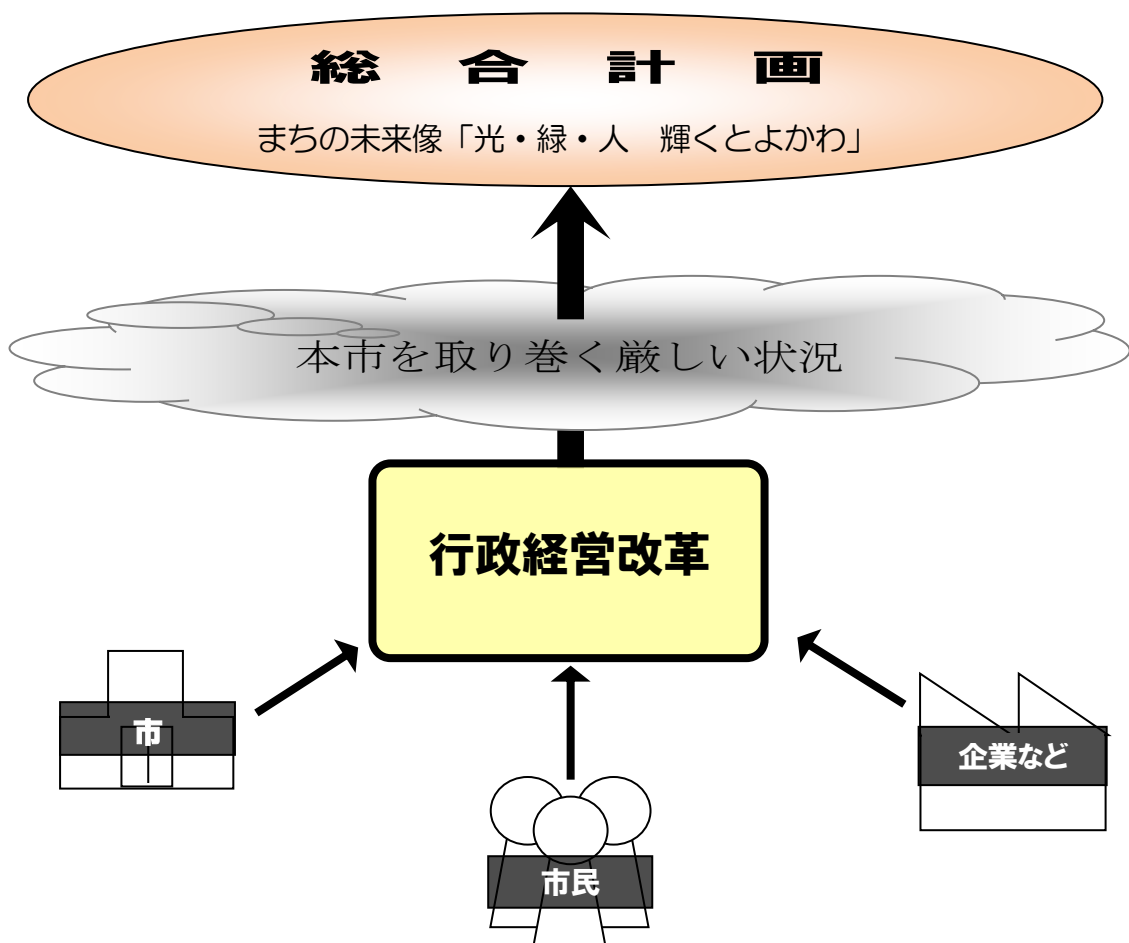 総　合　計　画
まちの未来像「光・緑・人　輝くとよかわ」
本市を取り巻く厳しい状況
行政経営改革
市
企業など
市民